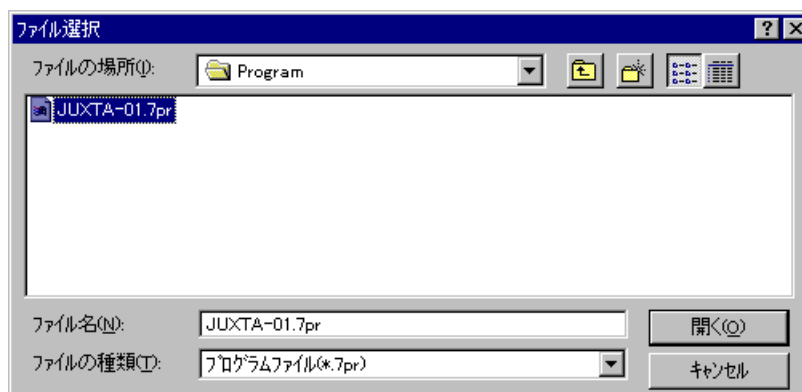 ファイル選択
ファイルの場所(I):
Program
JUXTA-01.7pr
ファイル名(N):
JUXTA-01.7pr
開く(O)
ファイルの種類(T):
プログラムファイル(*.7pr)
キャンセル